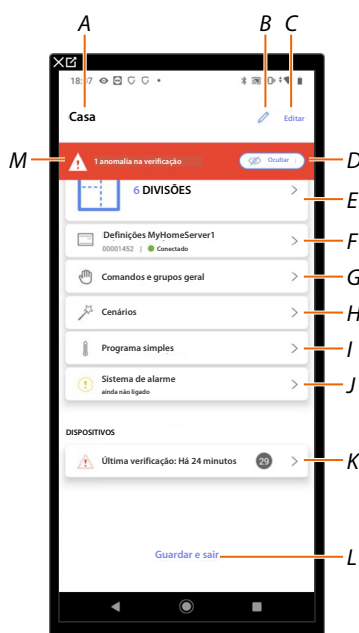 A B C
18:07
Casa Editar
M 1 anomalia na verificação Ocultar D
6 DIVISÕES E
Definições MyHomeServer1 F
00001452 | Conectado
Comandos e grupos geral G
Cenários H
Programa simples I
Sistema de alarme J
ainda não ligado
DISPOSITIVOS
Última verificação: Há 24 minutos 29 K
Guardar e sair L